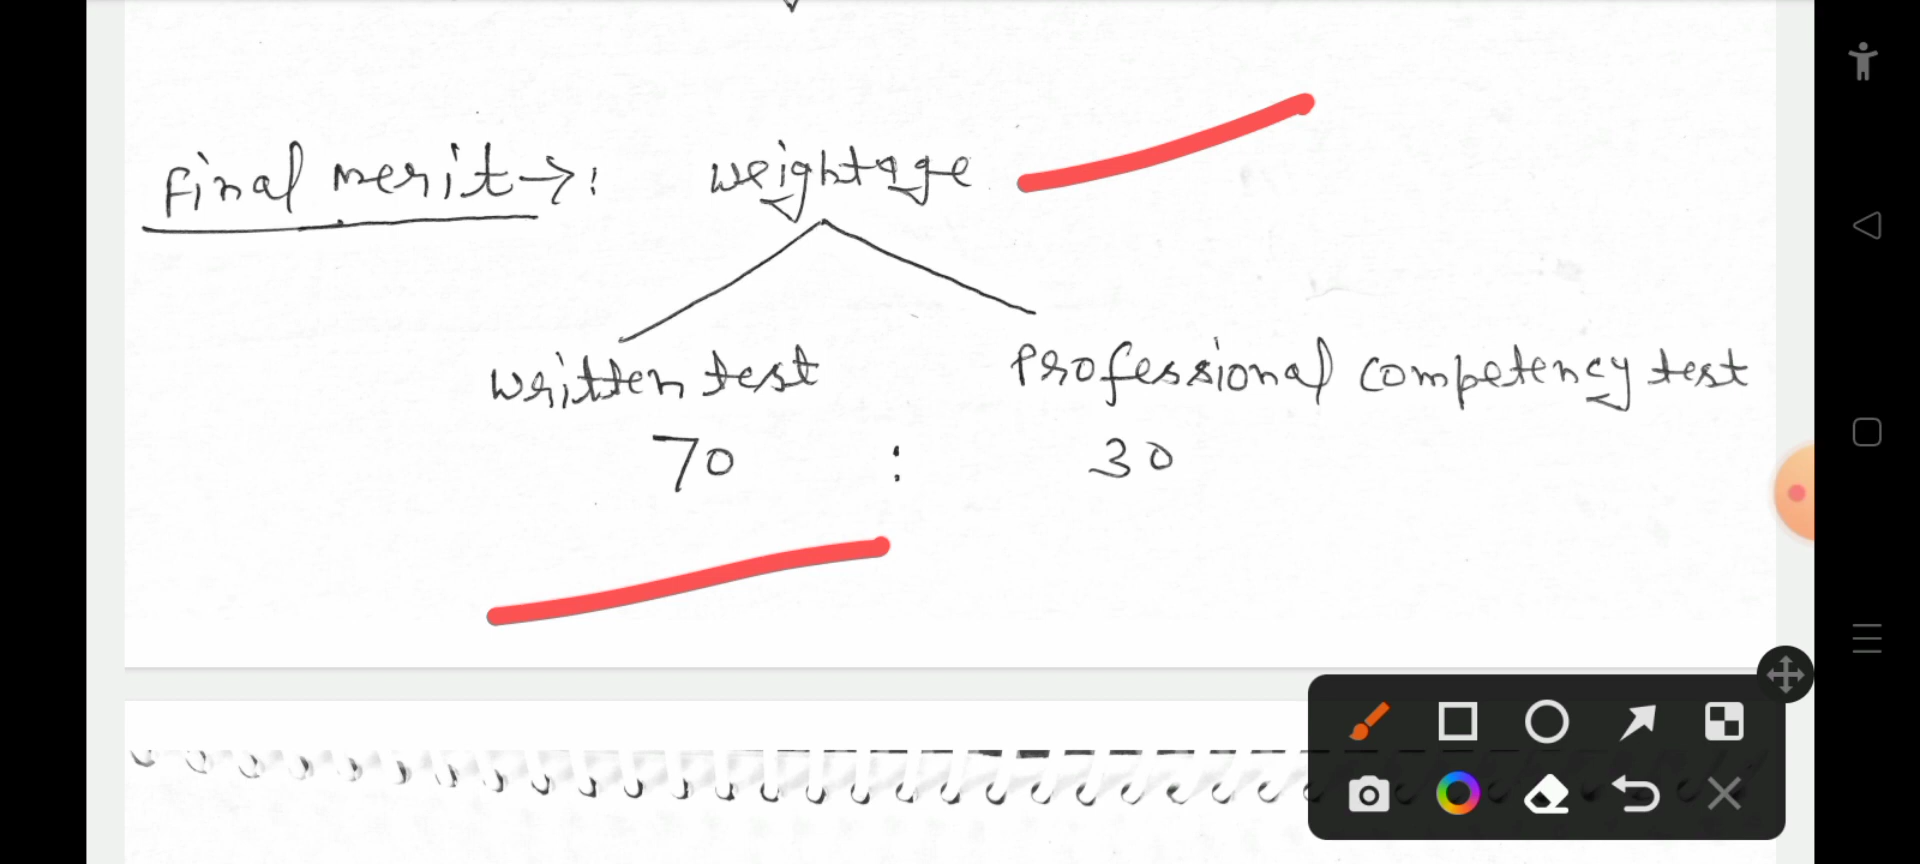 Final merit → : weightage
written test Professional competency test
70 : 30